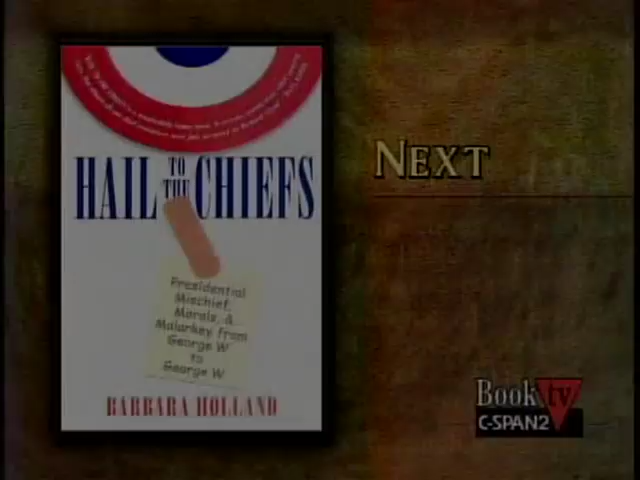 HAIL TO THE CHIEFS
Presidential
Mischief,
Morals, &
Malarkey from
George W
to
George W
BARBARA HOLLAND
NEXT
Book tv
C-SPAN2